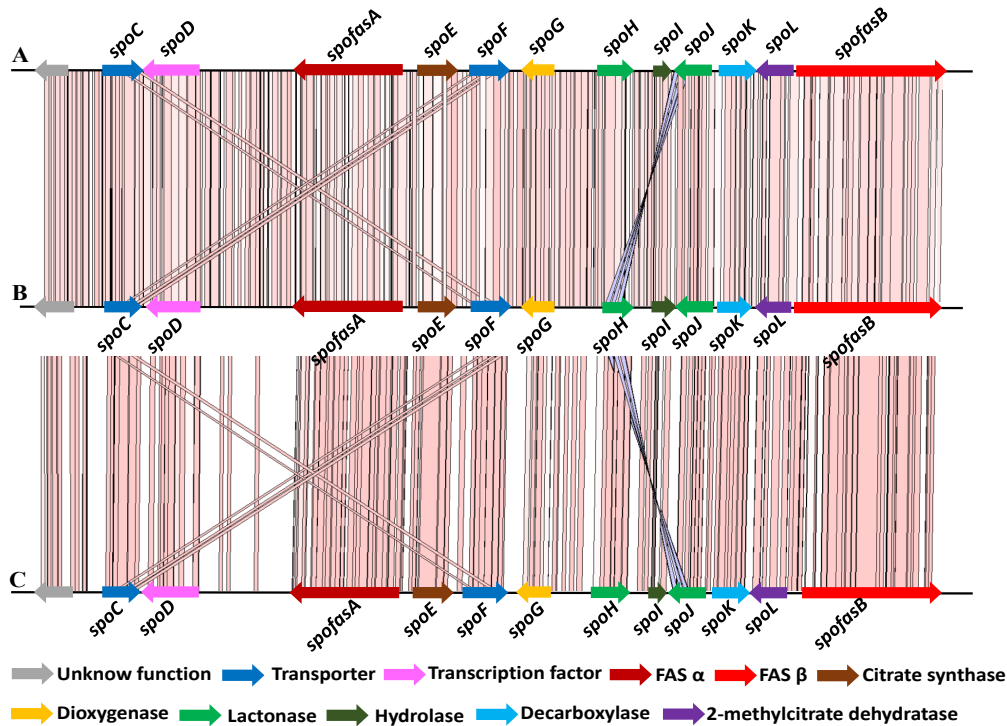 A spoC spoD spofasA spoE spoF spoG spoH spoI spoJ spoK spoL spofasB
B
spoC spoD spofasA spoE spoF spoG spoH spoI spoJ spoK spoL spofasB
C
spoC spoD spofasA spoE spoF spoG spoH spoI spoJ spoK spoL spofasB
Unknow function Transporter Transcription factor FAS α FAS β Citrate synthase
Dioxygenase Lactonase Hydrolase Decarboxylase 2-methylcitrate dehydratase